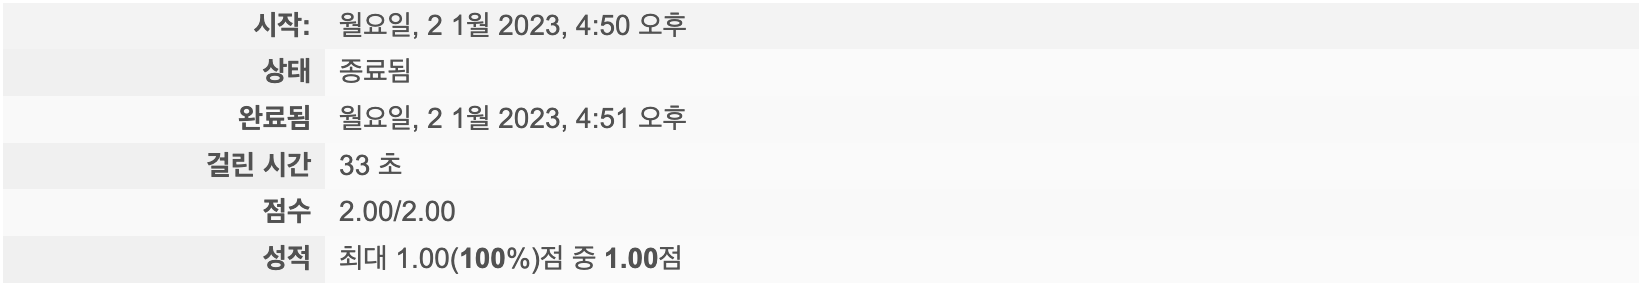 시작: 월요일, 2 1월 2023, 4:50 오후
상태 종료됨
완료됨 월요일, 2 1월 2023, 4:51 오후
걸린 시간 33 초
점수 2.00/2.00
성적 최대 1.00(100%)점 중 1.00점